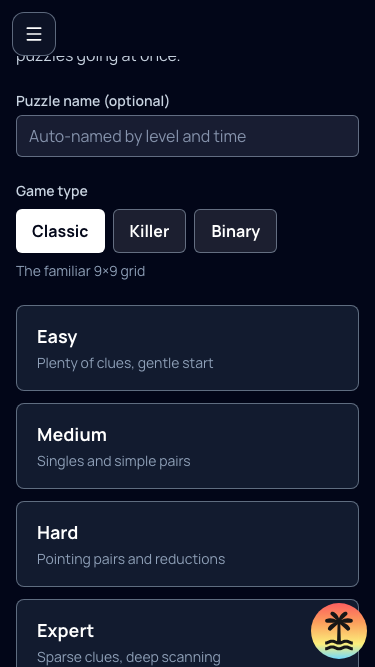 puzzles going at once.
Puzzle name (optional)
Auto-named by level and time
Game type
Classic
Killer
Binary
The familiar 9×9 grid
Easy
Plenty of clues, gentle start
Medium
Singles and simple pairs
Hard
Pointing pairs and reductions
Expert
Sparse clues, deep scanning